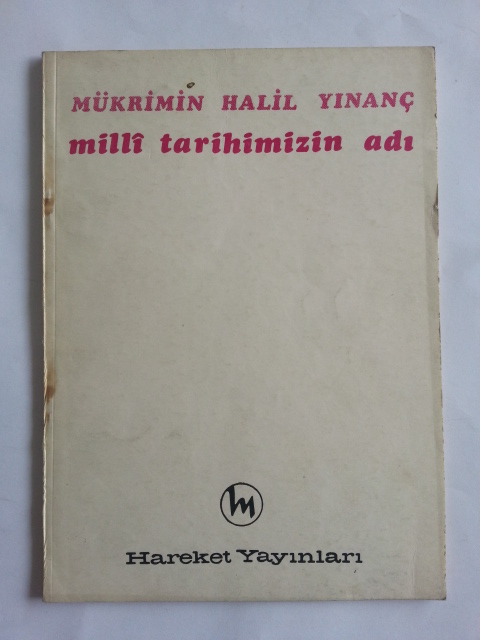 MÜKRİMİN HALİL YINANÇ
millî tarihimizin adı
Hareket Yayınları